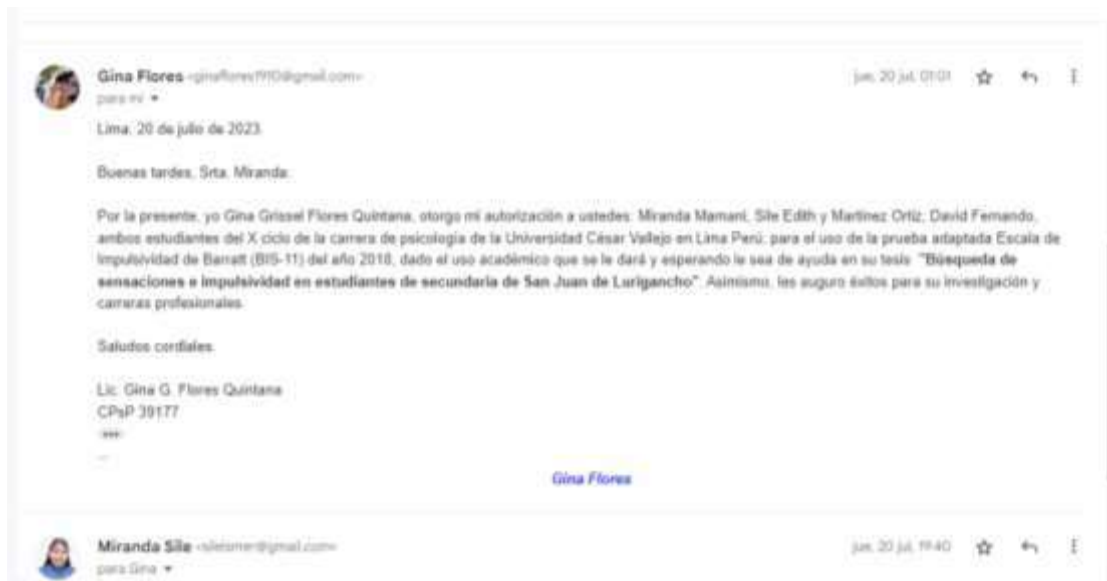 Gina Flores <ginaflores1910@gmail.com>
jue, 20 jul, 01:01
para mí
Lima, 20 de julio de 2023.
Buenas tardes, Srta. Miranda:
Por la presente, yo Gina Grissel Flores Quintana, otorgo mi autorización a ustedes: Miranda Mamani, Sile Edith y Martinez Ortiz, David Fernando,
ambos estudiantes del X ciclo de la carrera de psicología de la Universidad César Vallejo en Lima Perú; para el uso de la prueba adaptada Escala de
Impulsividad de Barratt (BIS-11) del año 2018, dado el uso académico que se le dará y esperando le sea de ayuda en su tesis "Búsqueda de
sensaciones e impulsividad en estudiantes de secundaria de San Juan de Lurigancho". Asimismo, les auguro éxitos para su investigación y
carreras profesionales.
Saludos cordiales.
Lic. Gina G. Flores Quintana
CPsP 39177
Gina Flores
Miranda Sile
jue, 20 jul, 19:40
para Gina